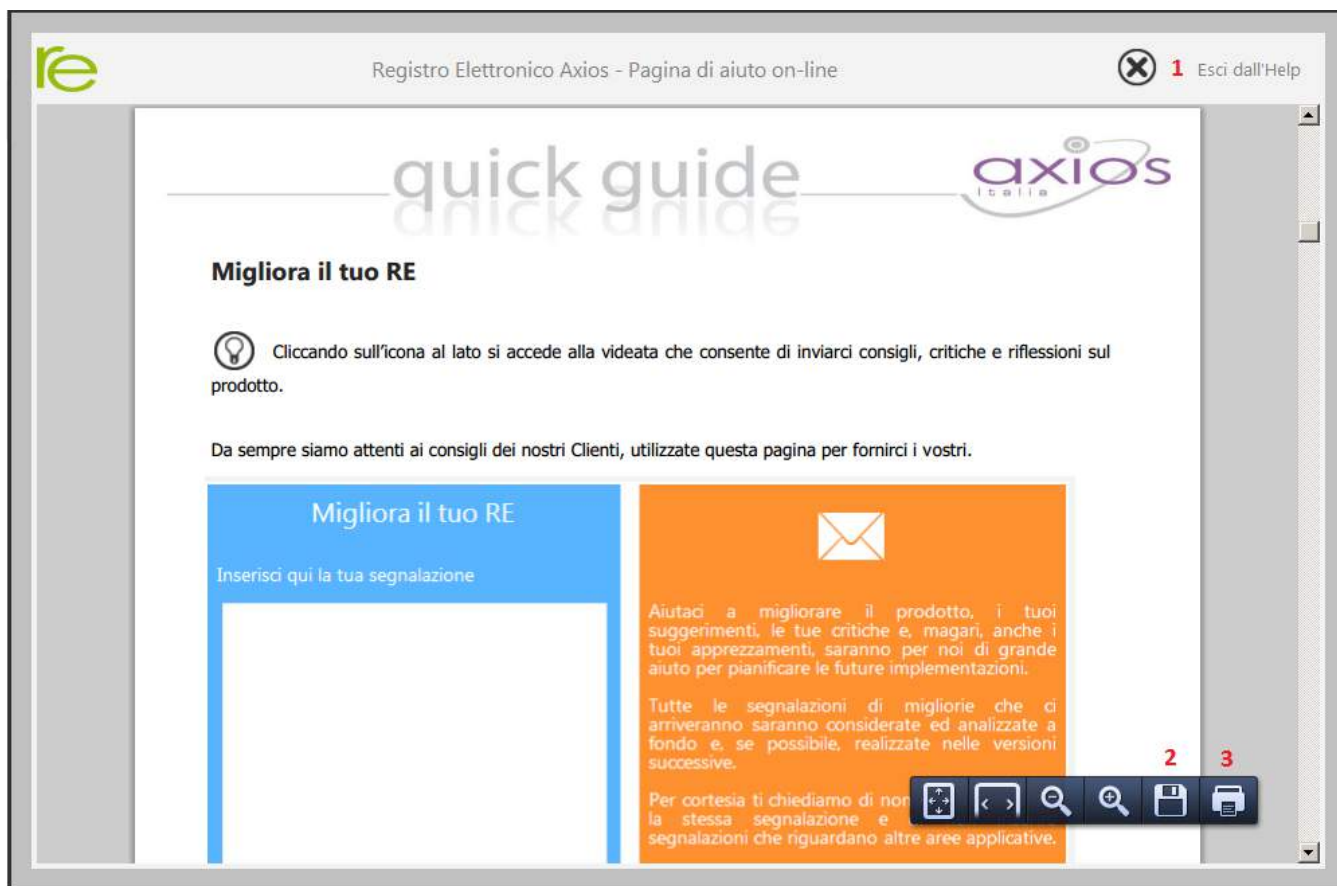 re
Registro Elettronico Axios - Pagina di aiuto on-line
1 Esci dall'Help
quick guide
axios
italia
Migliora il tuo RE
Cliccando sull'icona al lato si accede alla videata che consente di inviarci consigli, critiche e riflessioni sul
prodotto.
Da sempre siamo attenti ai consigli dei nostri Clienti, utilizzate questa pagina per fornirci i vostri.
Migliora il tuo RE
Inserisci qui la tua segnalazione
Aiutaci a migliorare il prodotto, i tuoi
suggerimenti, le tue critiche e, magari, anche i
tuoi apprezzamenti, saranno per noi di grande
aiuto per pianificare le future implementazioni.
Tutte le segnalazioni di migliorie che ci
arriveranno saranno considerate ed analizzate a
fondo e, se possibile, realizzate nelle versioni
successive.
Per cortesia ti chiediamo di non
la stessa segnalazione e
segnalazioni che riguardano altre aree applicative.
2 3